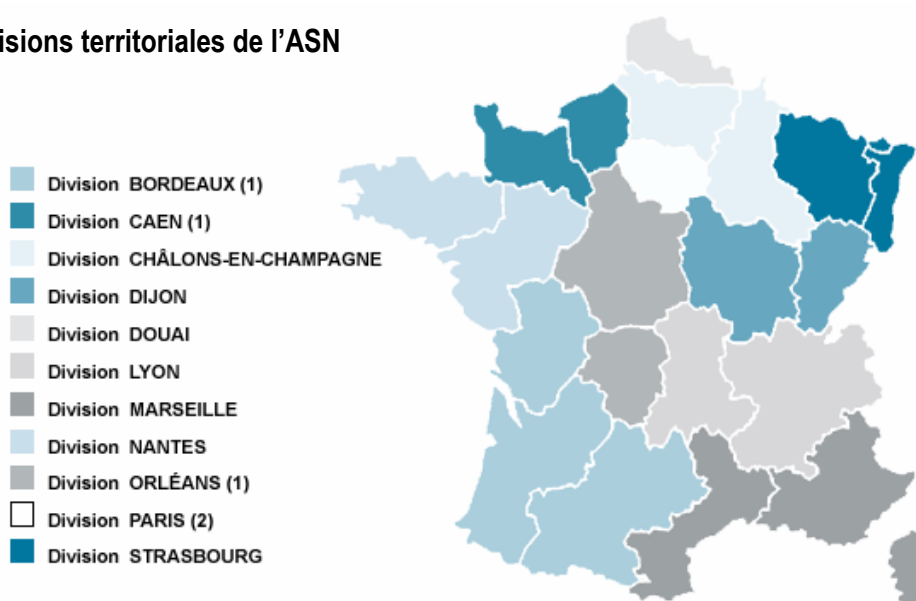 isions territoriales de l’ASN
Division BORDEAUX (1)
Division CAEN (1)
Division CHÂLONS-EN-CHAMPAGNE
Division DIJON
Division DOUAI
Division LYON
Division MARSEILLE
Division NANTES
Division ORLÉANS (1)
Division PARIS (2)
Division STRASBOURG